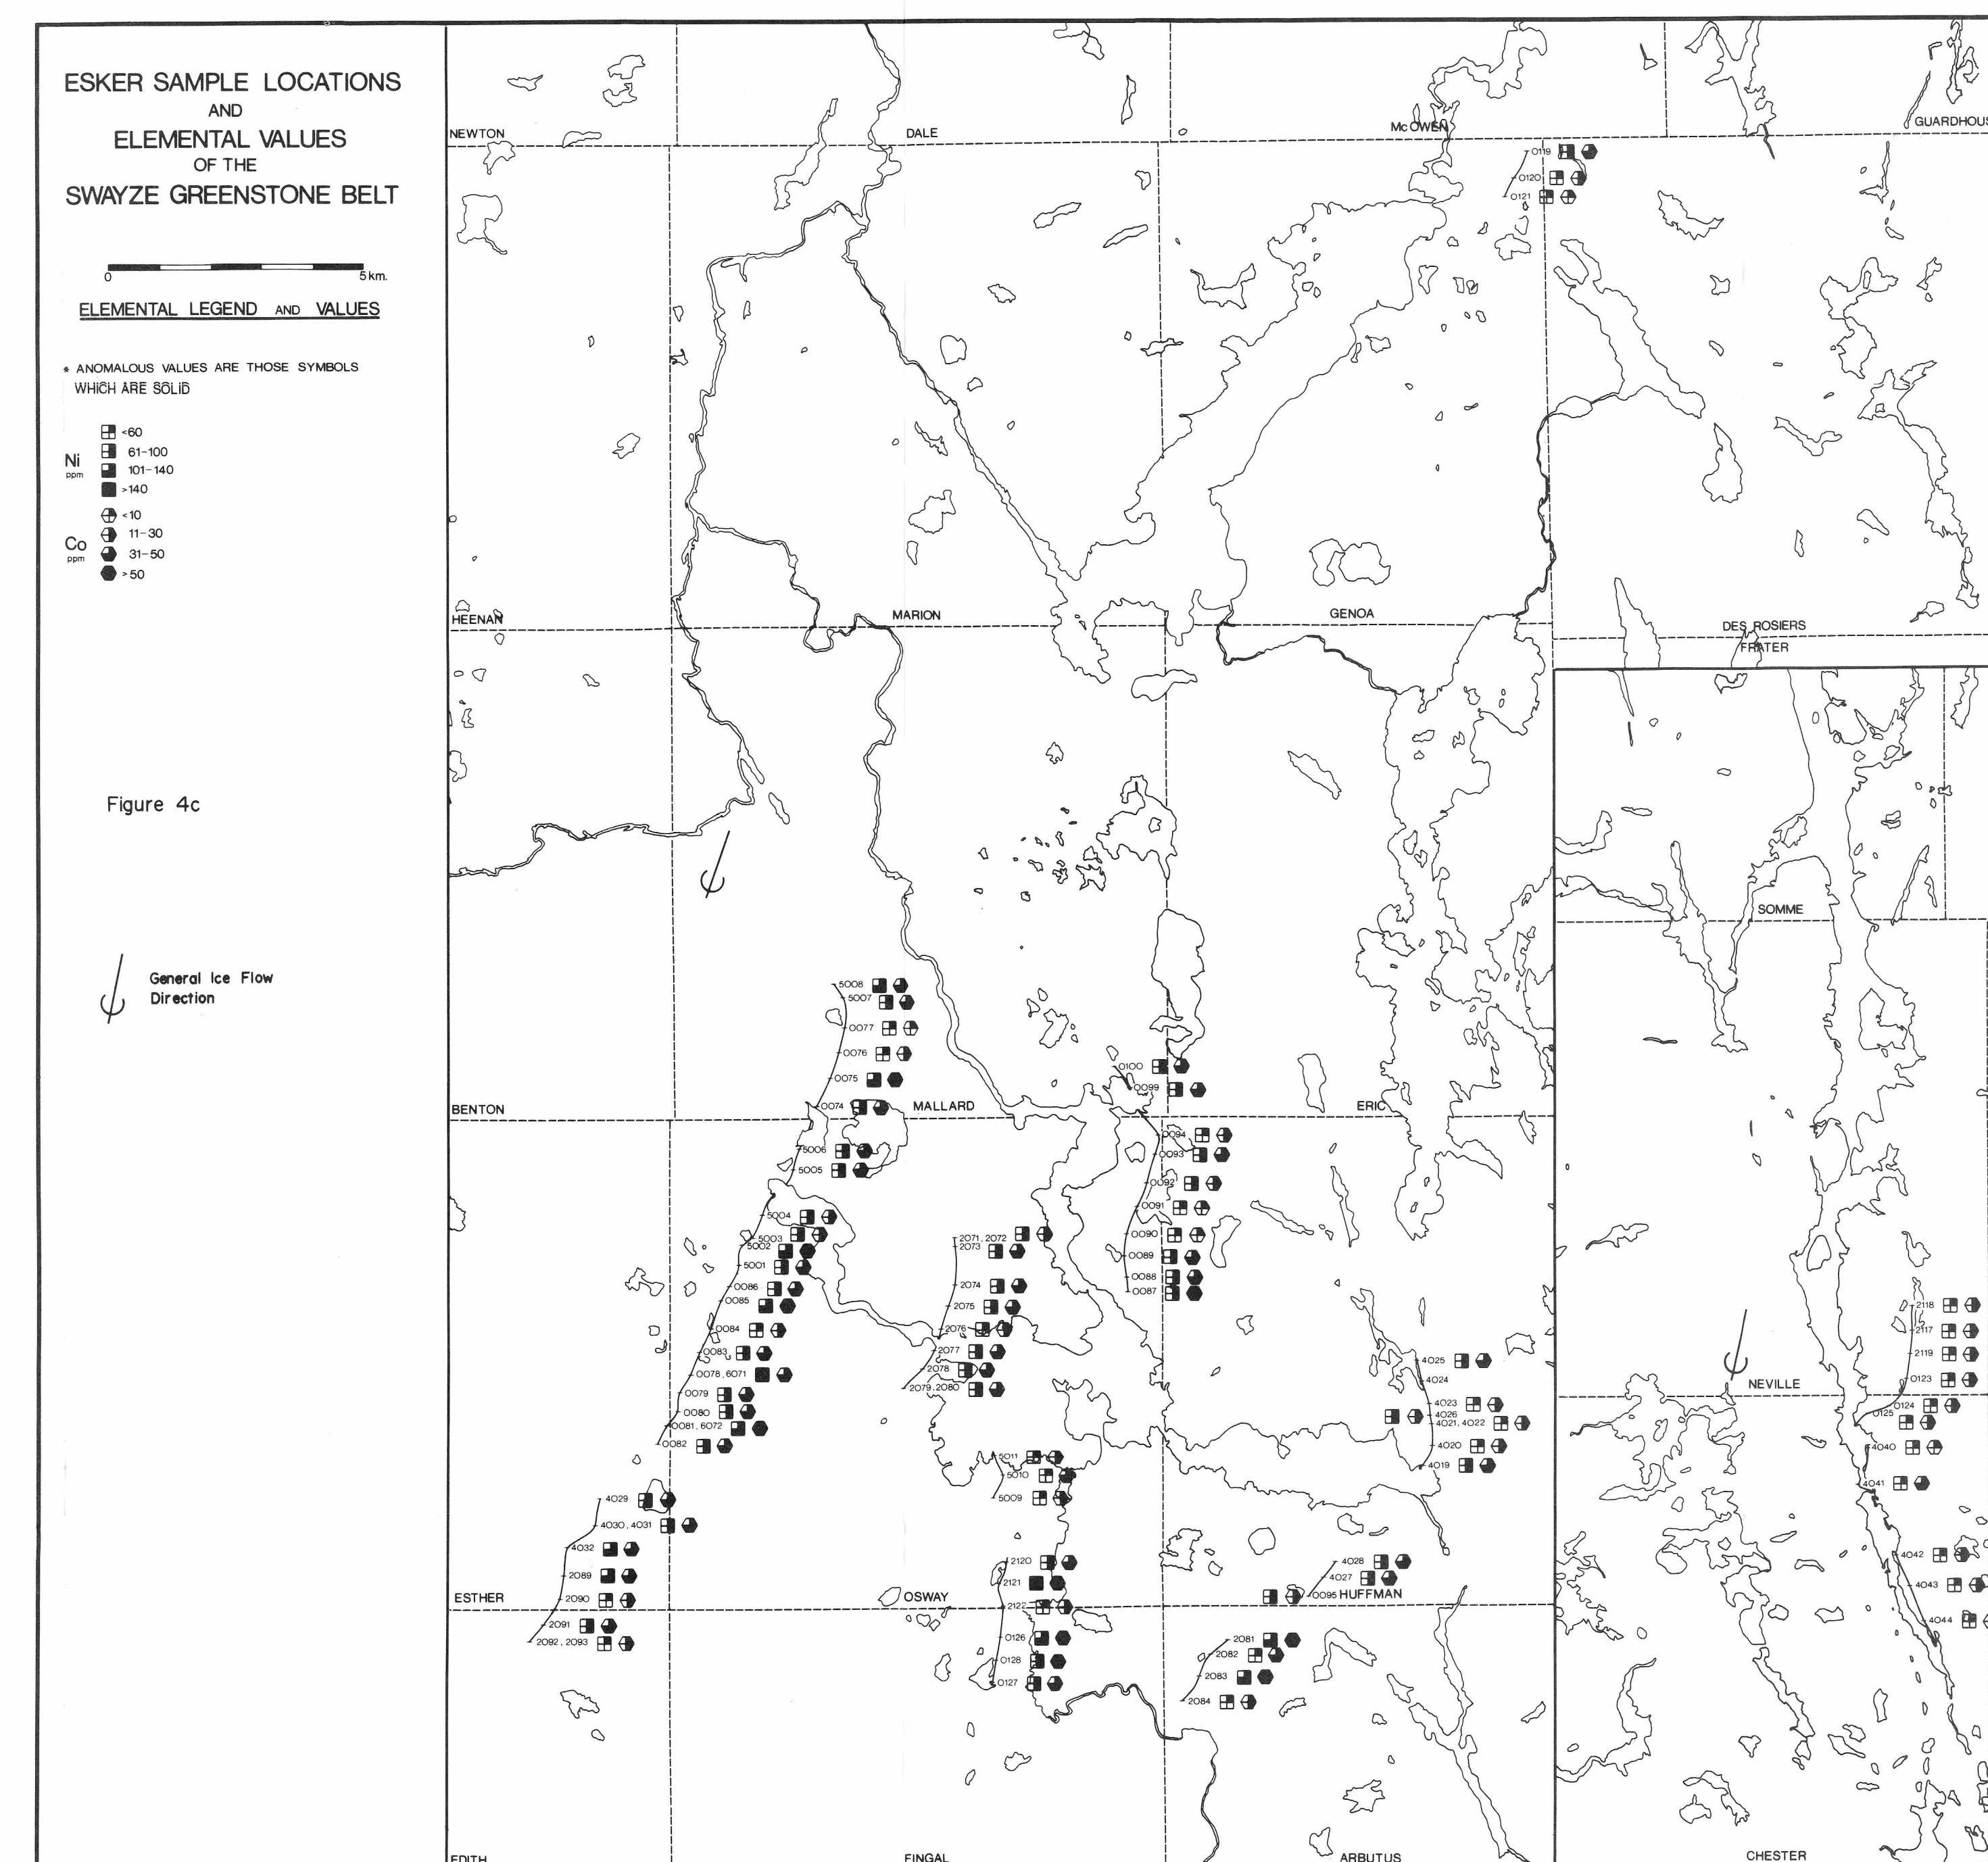 ESKER SAMPLE LOCATIONS
AND
ELEMENTAL VALUES
OF THE
SWAYZE GREENSTONE BELT
0 5 km.
ELEMENTAL LEGEND AND VALUES
* ANOMALOUS VALUES ARE THOSE SYMBOLS
WHICH ARE SOLID
Ni
ppm
<60
61-100
101-140
>140
Co
ppm
<10
11-30
31-50
>50
Figure 4c
General Ice Flow
Direction
NEWTON
DALE
McOWEN
0119
0120
0121
HEENAN
MARION
GENOA
DES ROSIERS
FRATER
SOMME
5008
5007
0077
0076
0075
0074
BENTON
MALLARD
ERIC
0100
0099
5006
5005
5004
5003
5002
5001
0086
0085
0084
0083
0078, 6071
0079
0080
0081, 6072
0082
2071, 2072
2073
2074
2075
2076
2077
2078
2079, 2080
0094
0093
0092
0091
0090
0089
0088
0087
4025
4024
4023
4026
4021, 4022
4020
4019
5011
5010
5009
4029
4030, 4031
4032
2089
2090
2091
2092, 2093
2120
2121
2122
0126
0128
0127
4028
4027
0095
ESTHER
OSWAY
HUFFMAN
2081
2082
2083
2084
2118
2117
2119
0123
NEVILLE
0124
0125
4040
4041
4042
4043
4044
FINGAL
ARBUTUS
CHESTER